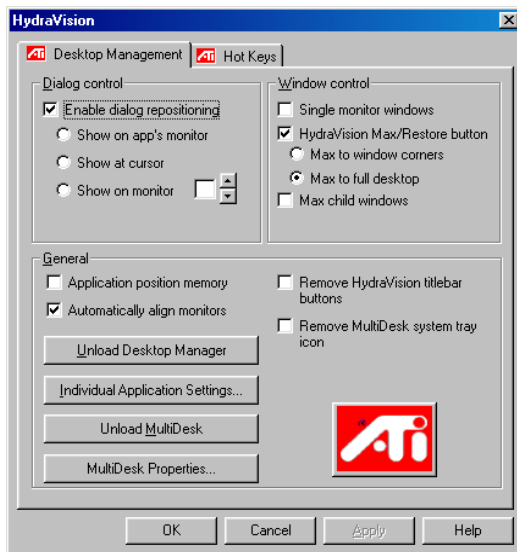 HydraVision
ATi Desktop Management
ATi Hot Keys
Dialog control
Enable dialog repositioning
Show on app's monitor
Show at cursor
Show on monitor
Window control
Single monitor windows
HydraVision Max/Restore button
Max to window corners
Max to full desktop
Max child windows
General
Application position memory
Automatically align monitors
Unload Desktop Manager
Individual Application Settings...
Unload MultiDesk
MultiDesk Properties...
Remove HydraVision titlebar
buttons
Remove MultiDesk system tray
icon
ATi
OK
Cancel
Apply
Help